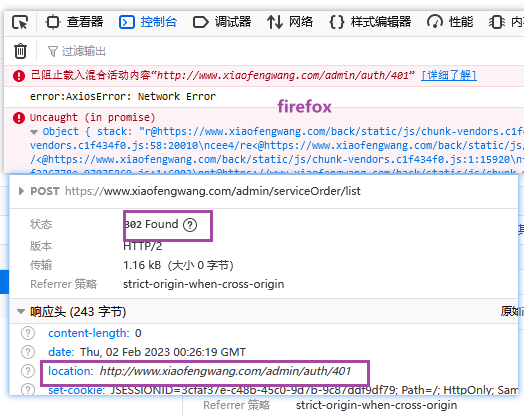 查看器 控制台 调试器 网络 样式编辑器 性能
过滤输出
已阻止载入混合活动内容“http://www.xiaofengwang.com/admin/auth/401” [详细了解]
error:AxiosError: Network Error
firefox
Uncaught (in promise)
Object { stack: "r@https://www.xiaofengwang.com/back/static/js/chunk-vendors.c1f4
vendors.c1f434f0.js:58:20010\ncee4/re<@https://www.xiaofengwang.com/back/static/js/
/<@https://www.xiaofengwang.com/back/static/js/chunk-vendors.c1f434f0.js:1:15920\n
POST https://www.xiaofengwang.com/admin/serviceOrder/list
状态 302 Found
版本 HTTP/2
传输 1.16 kB（大小 0 字节）
Referrer 策略 strict-origin-when-cross-origin
响应头 (243 字节) 原始
content-length: 0
date: Thu, 02 Feb 2023 00:26:19 GMT
location: http://www.xiaofengwang.com/admin/auth/401
set-cookie: JSESSIONID=3cfaf37e-c48b-45c0-9d7b-9c87ddf9df79; Path=/; HttpOnly; Sam
Referrer 策略 strict-origin-when-cross-origin